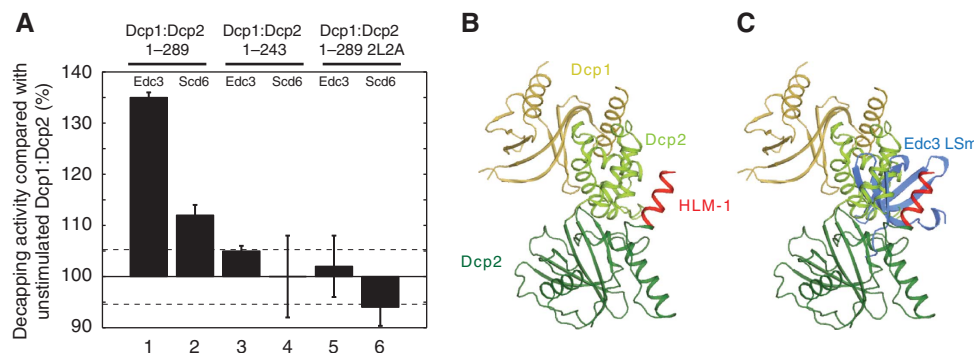 A
Dcp1:Dcp2 Dcp1:Dcp2 Dcp1:Dcp2
1–289 1–243 1–289 2L2A
Decapping activity compared with
unstimulated Dcp1:Dcp2 (%)
140
130
120
110
100
90
Edc3 Scd6 Edc3 Scd6 Edc3 Scd6
1 2 3 4 5 6
B
Dcp1
Dcp2
HLM-1
Dcp2
C
Edc3 LSm